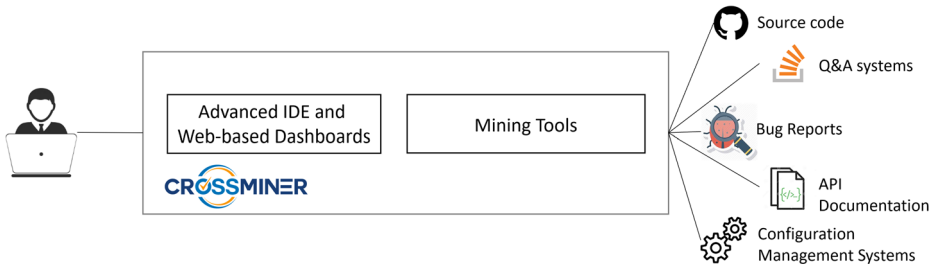 Source code
Q&A systems
Advanced IDE and
Web-based Dashboards
Mining Tools
Bug Reports
CROSSMINER
</>
API
Documentation
Configuration
Management Systems